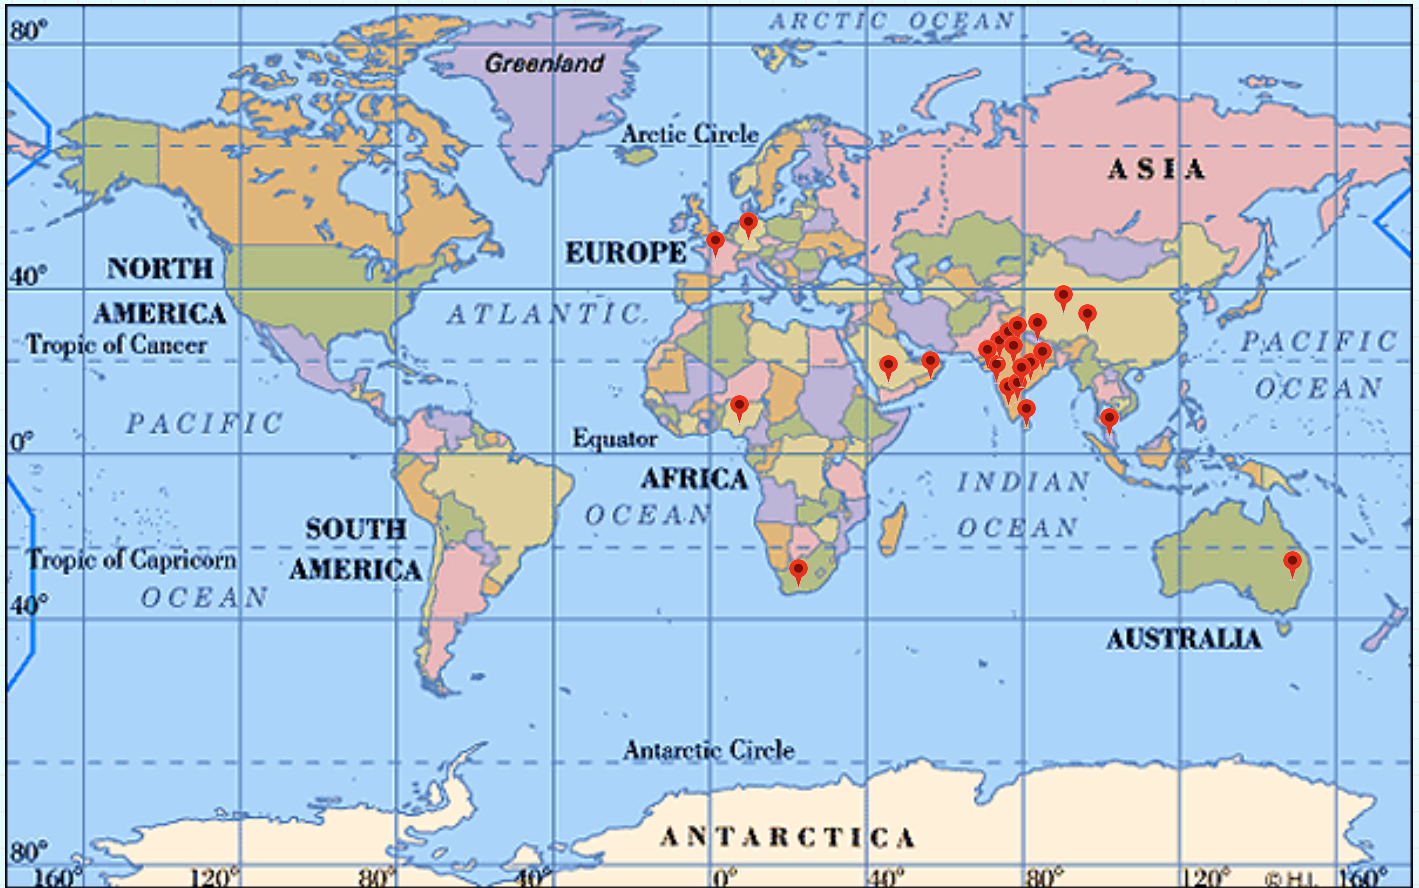 ARCTIC OCEAN
80°
Greenland
Arctic Circle
ASIA
EUROPE
NORTH
AMERICA
40°
ATLANTIC
Tropic of Cancer
PACIFIC
OCEAN
PACIFIC
0°
Equator
AFRICA
INDIAN
OCEAN
OCEAN
SOUTH
AMERICA
Tropic of Capricorn
OCEAN
40°
AUSTRALIA
Antarctic Circle
ANTARCTICA
80°
160° 120° 80° 40° 0° 40° 80° 120° © H.I. 160°